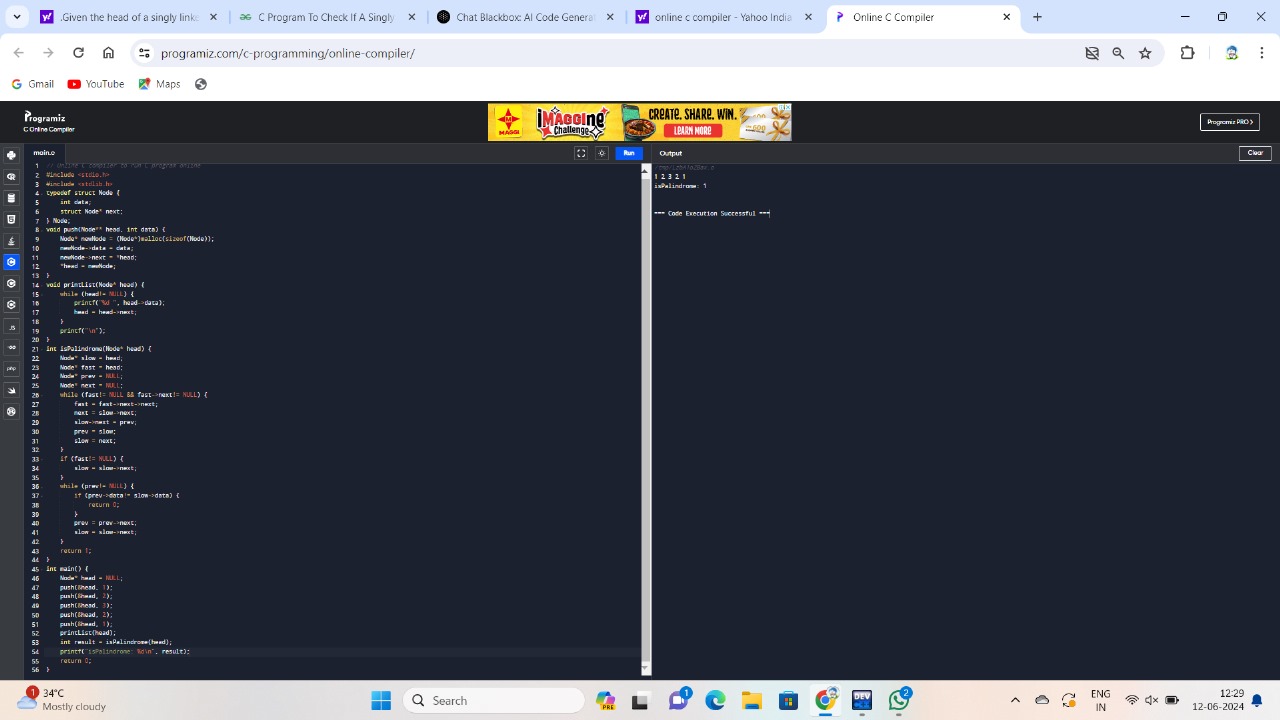 .Given the head of a singly linke
C Program To Check If A Singly
Chat Blackbox: AI Code Generat
online c compiler - Yahoo India
Online C Compiler
programiz.com/c-programming/online-compiler/
Gmail
YouTube
Maps
Programiz
C Online Compiler
MAGGI
iMAGGIng
Challenge
CREATE. SHARE. WIN.
LEARN MORE
Programiz PRO >
main.c
Run
Output
Clear
1 // Online C compiler to run C program online
2 #include <stdio.h>
3 #include <stdlib.h>
4 typedef struct Node {
5 int data;
6 struct Node* next;
7 } Node;
8 void push(Node** head, int data) {
9 Node* newNode = (Node*)malloc(sizeof(Node));
10 newNode->data = data;
11 newNode->next = *head;
12 *head = newNode;
13 }
14 void printList(Node* head) {
15 while (head!= NULL) {
16 printf("%d ", head->data);
17 head = head->next;
18 }
19 printf("\n");
20 }
21 int isPalindrome(Node* head) {
22 Node* slow = head;
23 Node* fast = head;
24 Node* prev = NULL;
25 Node* next = NULL;
26 while (fast!= NULL && fast->next!= NULL) {
27 fast = fast->next->next;
28 next = slow->next;
29 slow->next = prev;
30 prev = slow;
31 slow = next;
32 }
33 if (fast!= NULL) {
34 slow = slow->next;
35 }
36 while (prev!= NULL) {
37 if (prev->data!= slow->data) {
38 return 0;
39 }
40 prev = prev->next;
41 slow = slow->next;
42 }
43 return 1;
44 }
45 int main() {
46 Node* head = NULL;
47 push(&head, 1);
48 push(&head, 2);
49 push(&head, 3);
50 push(&head, 2);
51 push(&head, 1);
52 printList(head);
53 int result = isPalindrome(head);
54 printf("isPalindrome: %d\n", result);
55 return 0;
56 }
1 2 3 2 1
isPalindrome: 1
=== Code Execution Successful ===
JS
GO
php
1
34°C
Mostly cloudy
Search
PRE
1
DEV
2
ENG
IN
12:29
12-06-2024